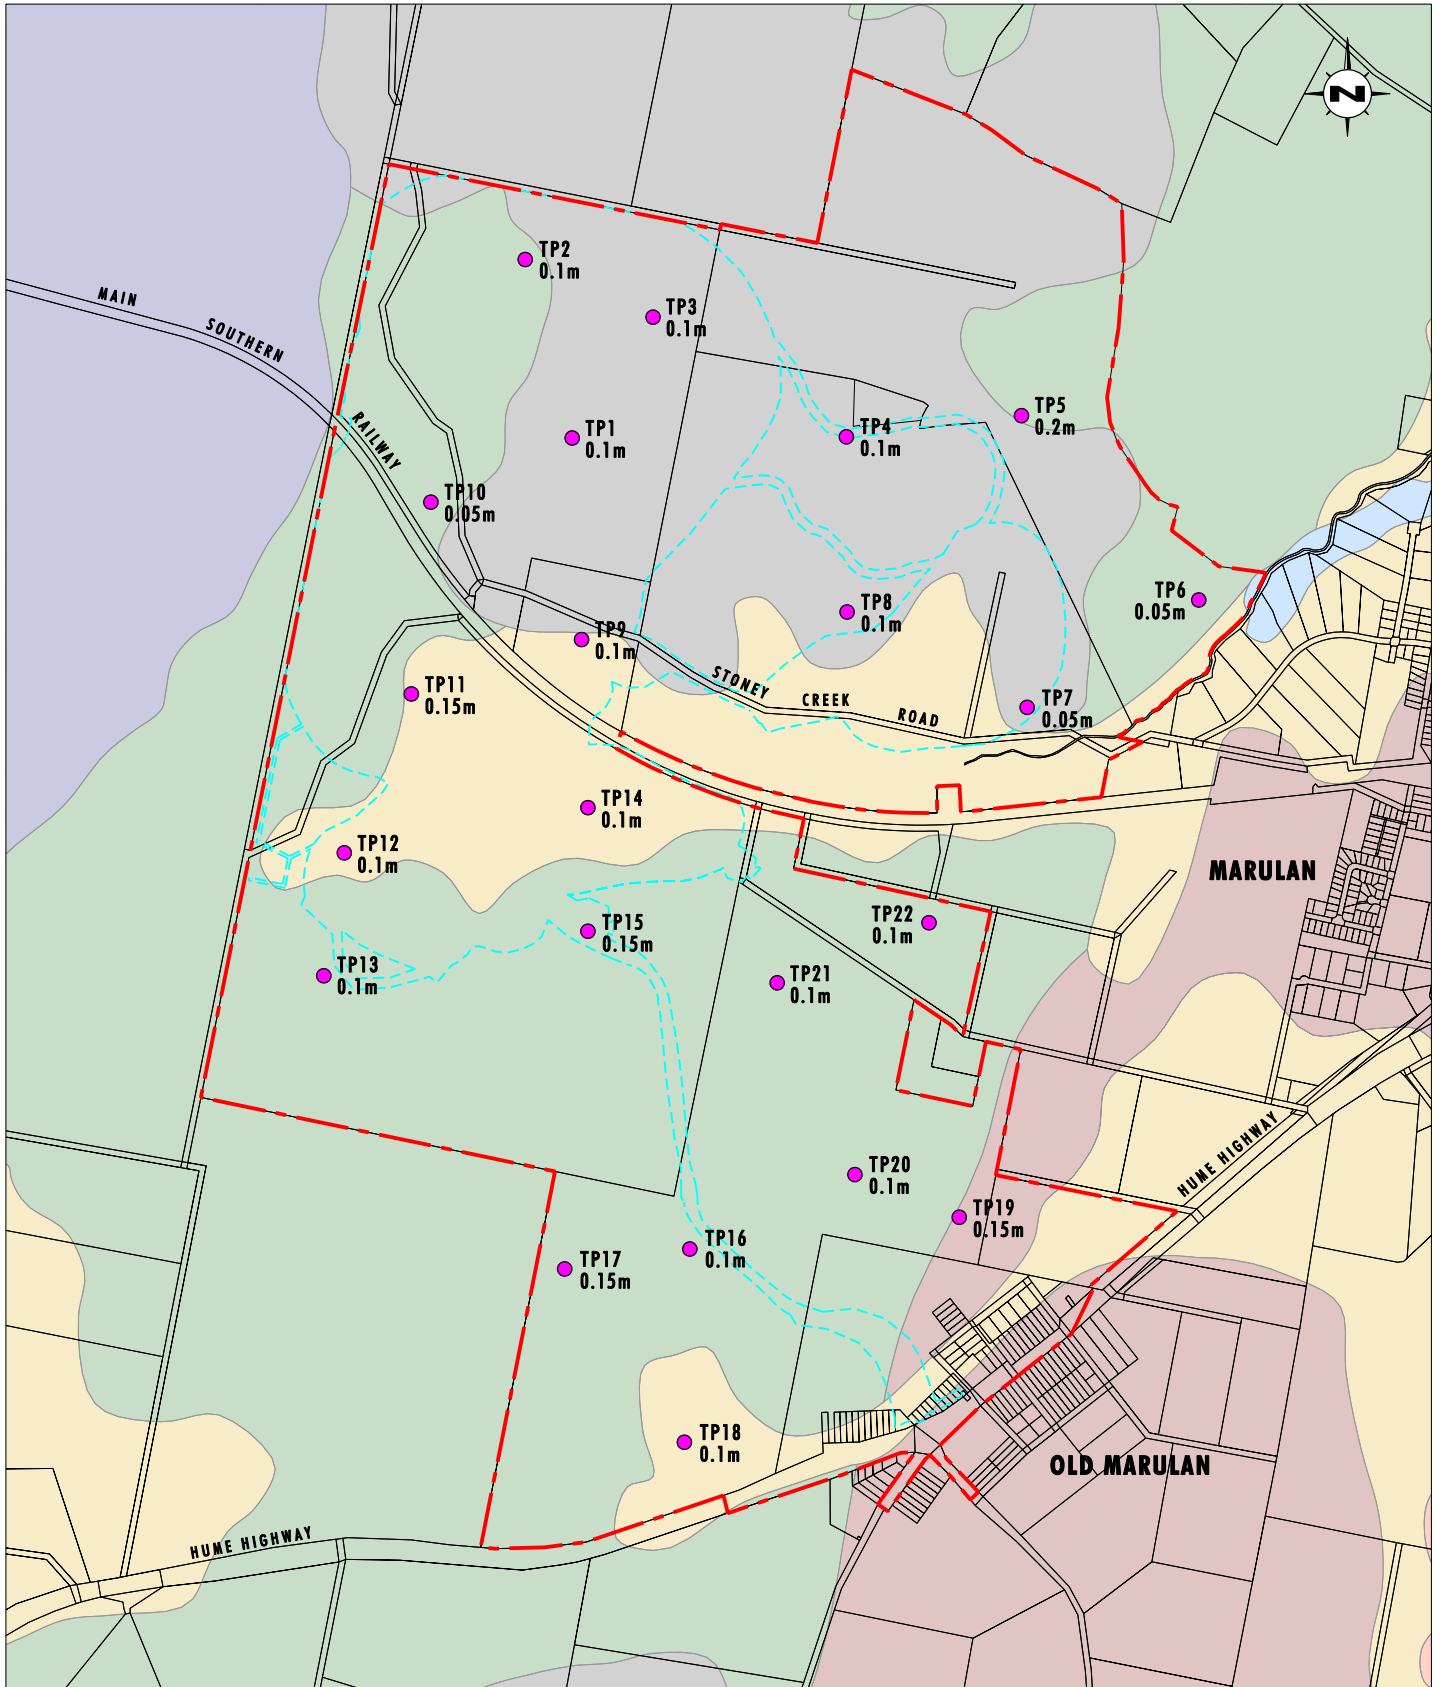 N
TP2
0.1m
MAIN
SOUTHERN
RAILWAY
TP3
0.1m
TP1
0.1m
TP4
0.1m
TP5
0.2m
TP10
0.05m
TP6
0.05m
TP8
0.1m
TP9
0.1m
STONEY
CREEK
ROAD
TP7
0.05m
TP11
0.15m
TP14
0.1m
TP12
0.1m
MARULAN
TP22
0.1m
TP15
0.15m
TP13
0.1m
TP21
0.1m
HUME HIGHWAY
TP20
0.1m
TP19
0.15m
TP16
0.1m
TP17
0.15m
TP18
0.1m
OLD MARULAN
HUME HIGHWAY